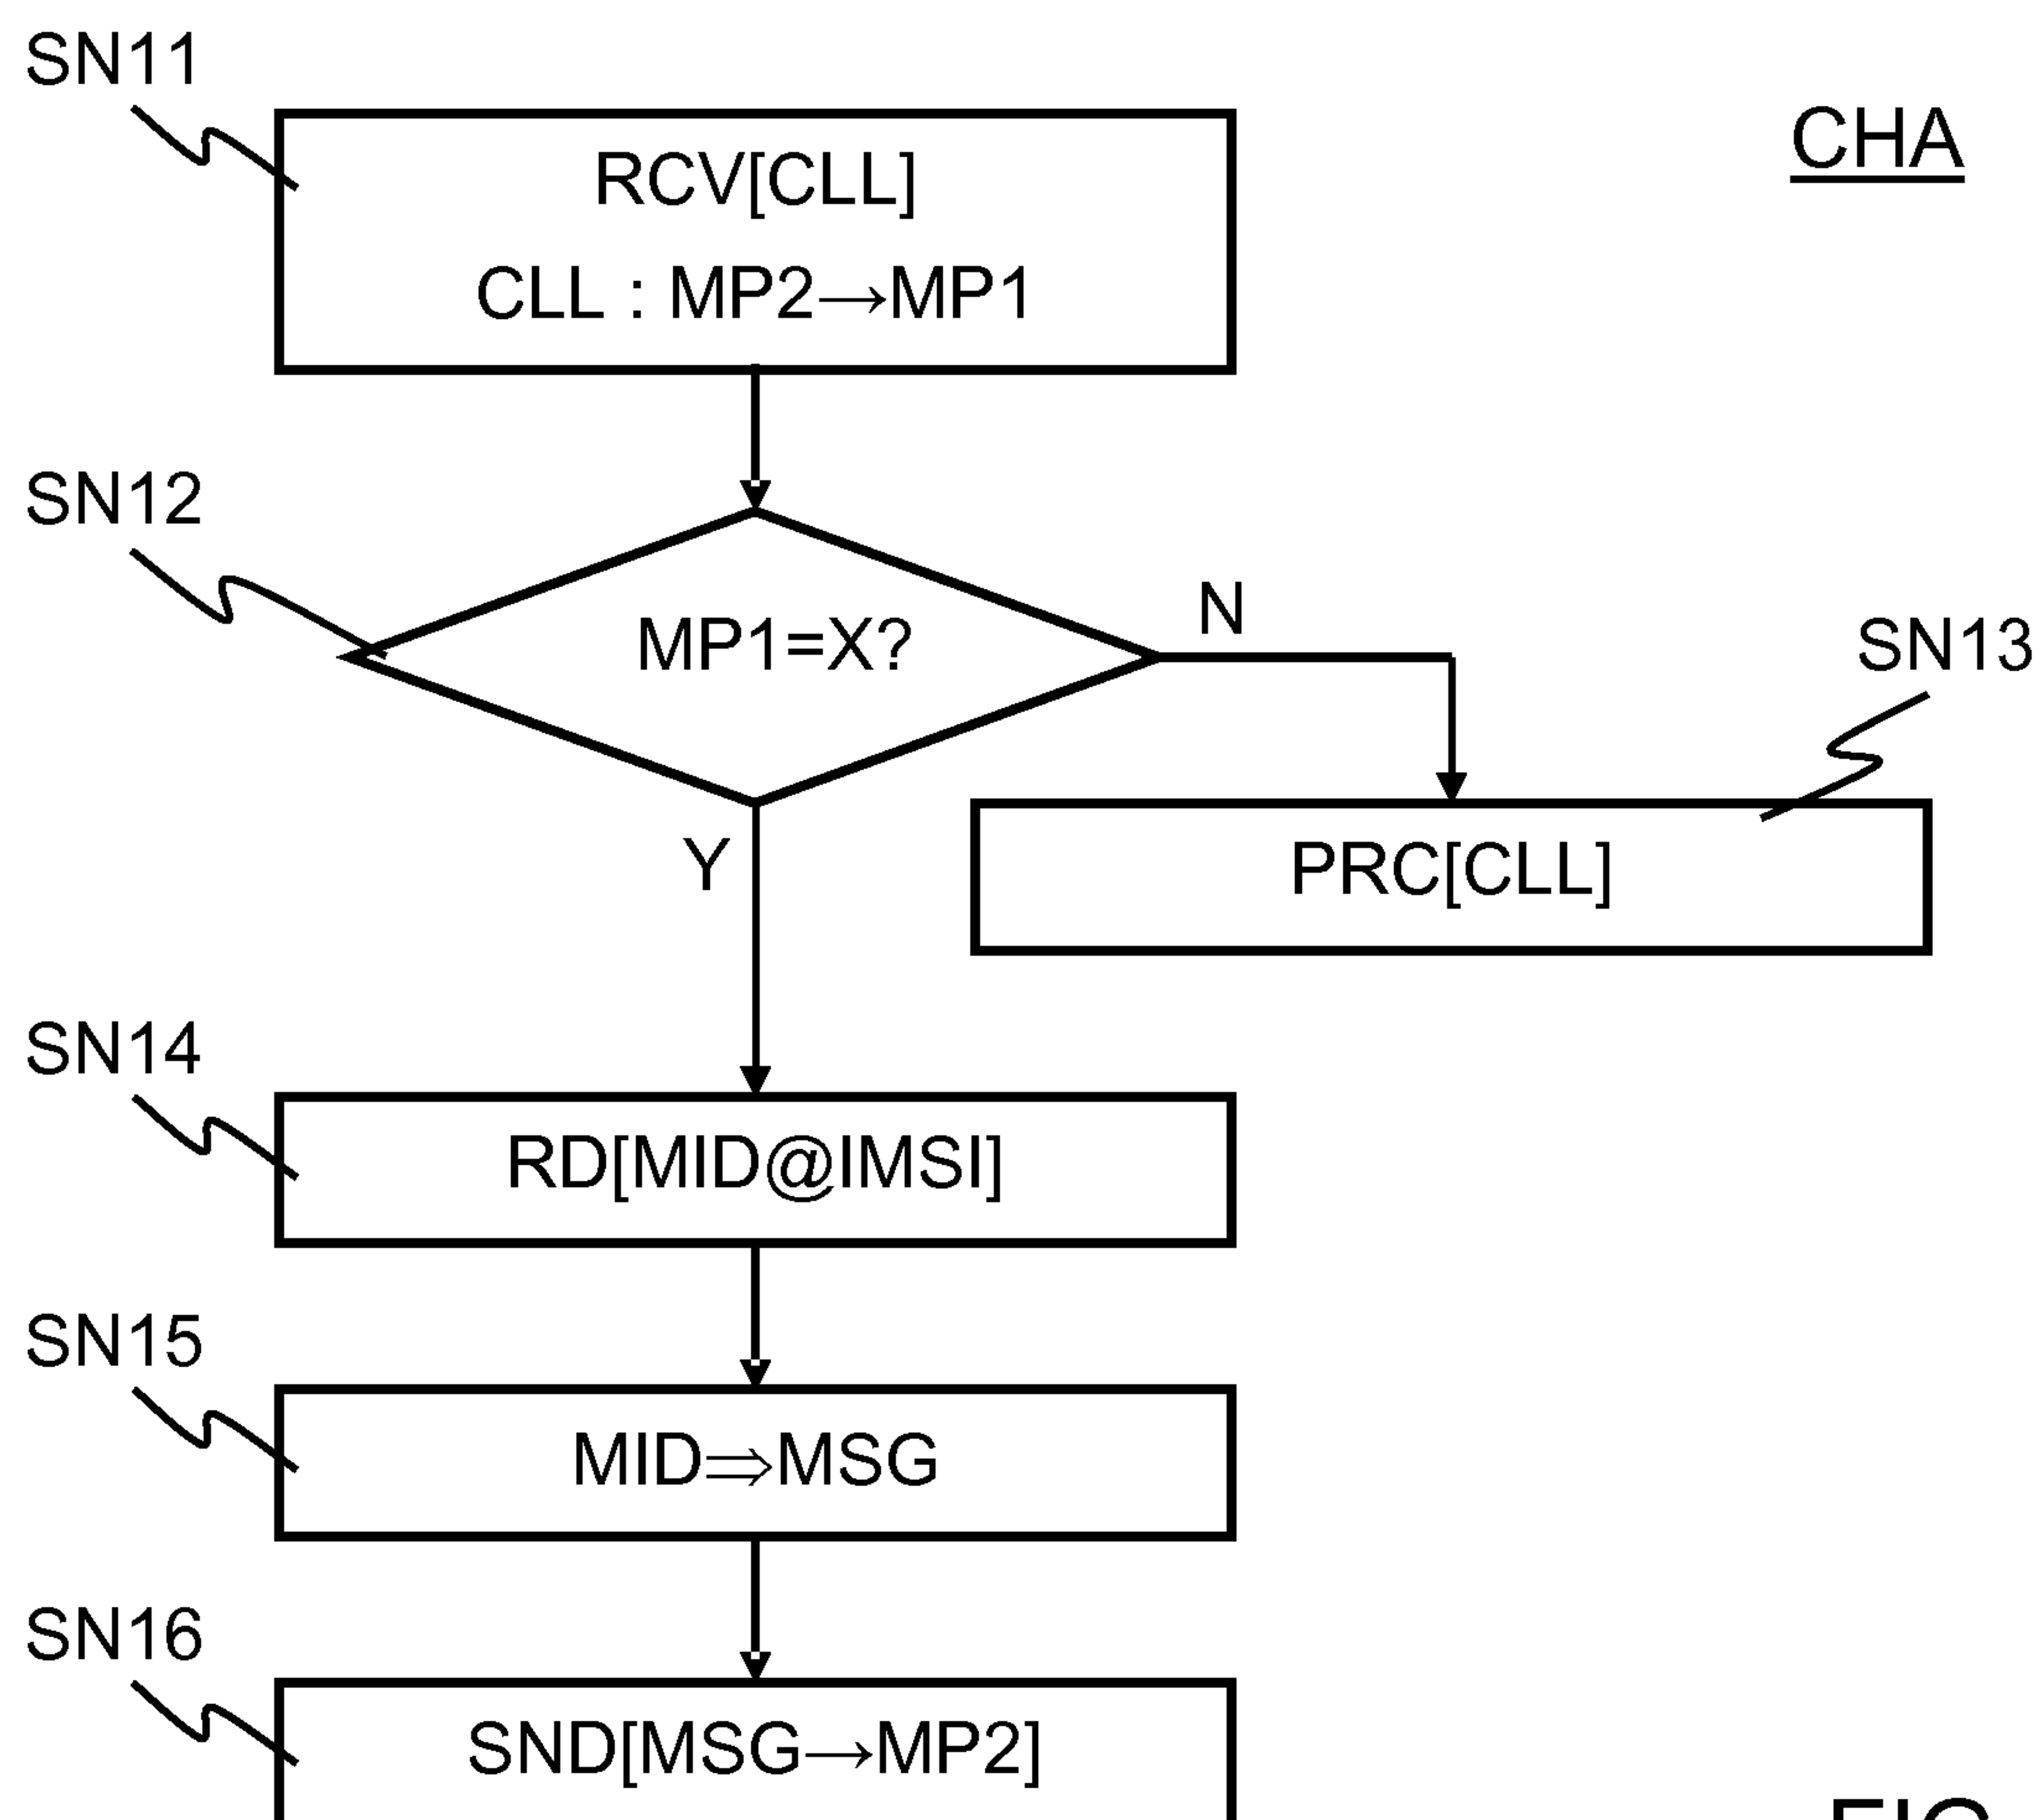 SN11
CHA
RCV[CLL]
CLL : MP2→MP1
SN12
MP1=X?
N
SN13
Y
PRC[CLL]
SN14
RD[MID@IMSI]
SN15
MID⇒MSG
SN16
SND[MSG→MP2]
FIG